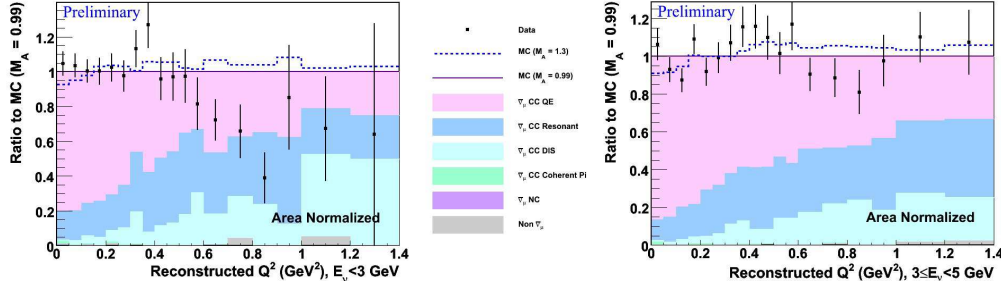 Preliminary
Ratio to MC (M_A = 0.99)
1.2
1
0.8
0.6
0.4
0.2
0
0 0.2 0.4 0.6 0.8 1 1.2 1.4
Area Normalized
Reconstructed Q² (GeV²), E_ν<3 GeV
Data
MC (M_A = 1.3)
MC (M_A = 0.99)
ν̅_μ CC QE
ν̅_μ CC Resonant
ν̅_μ CC DIS
ν̅_μ CC Coherent Pi
ν̅_μ NC
Non ν̅_μ
Preliminary
Ratio to MC (M_A = 0.99)
1.2
1
0.8
0.6
0.4
0.2
0
0 0.2 0.4 0.6 0.8 1 1.2 1.4
Area Normalized
Reconstructed Q² (GeV²), 3≤E_ν<5 GeV